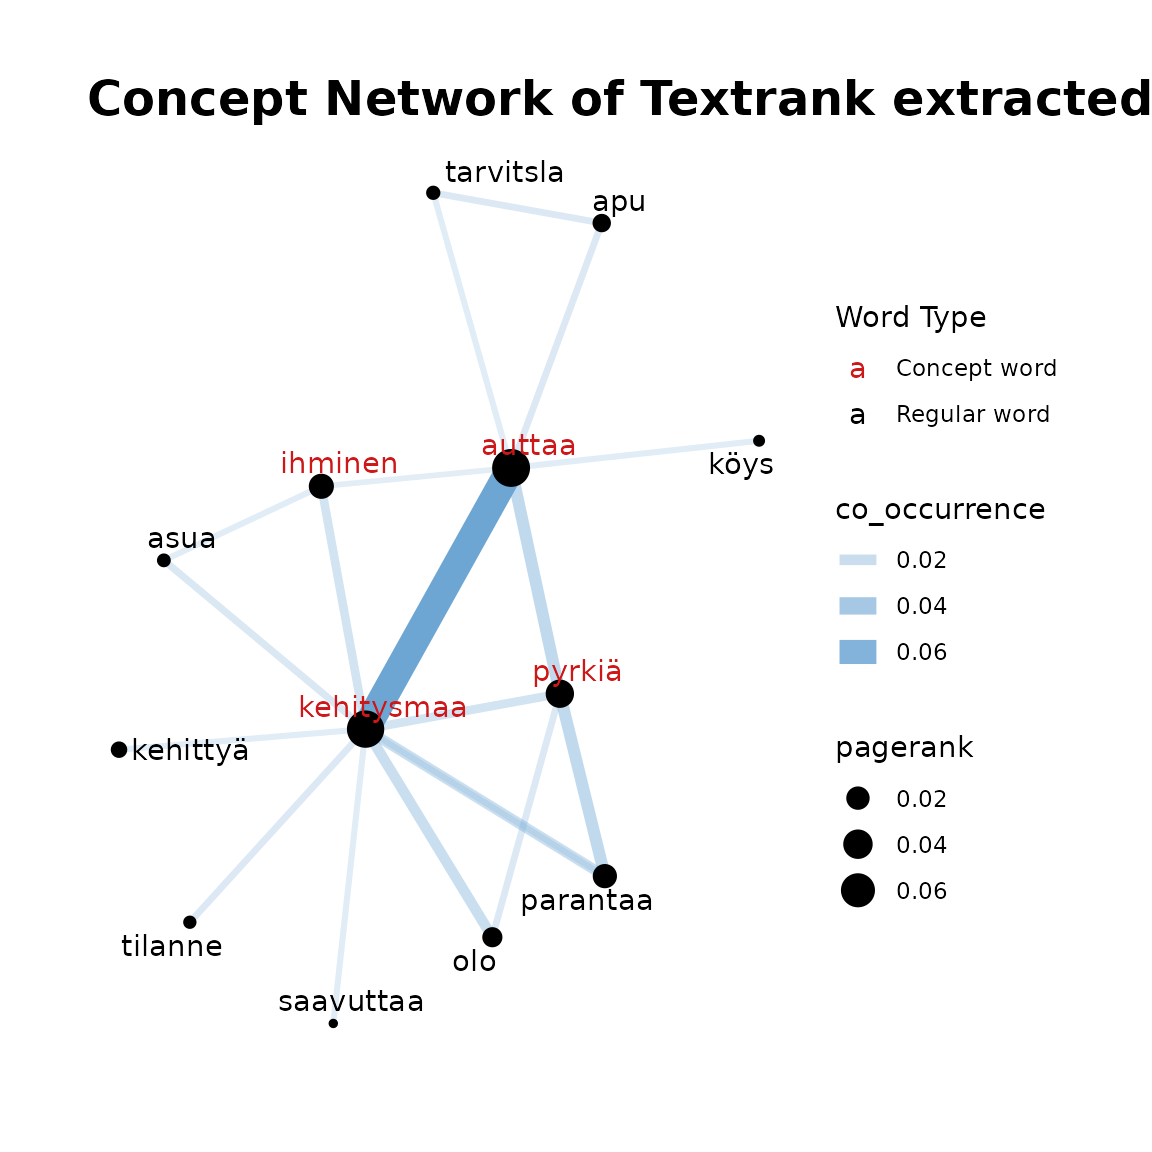 Concept Network of Textrank extracted
tarvitsla
apu
auttaa
ihminen
köys
asua
pyrkiä
kehitysmaa
kehittyä
parantaa
tilanne
olo
saavuttaa
Word Type
a Concept word
a Regular word
co_occurrence
0.02
0.04
0.06
pagerank
0.02
0.04
0.06